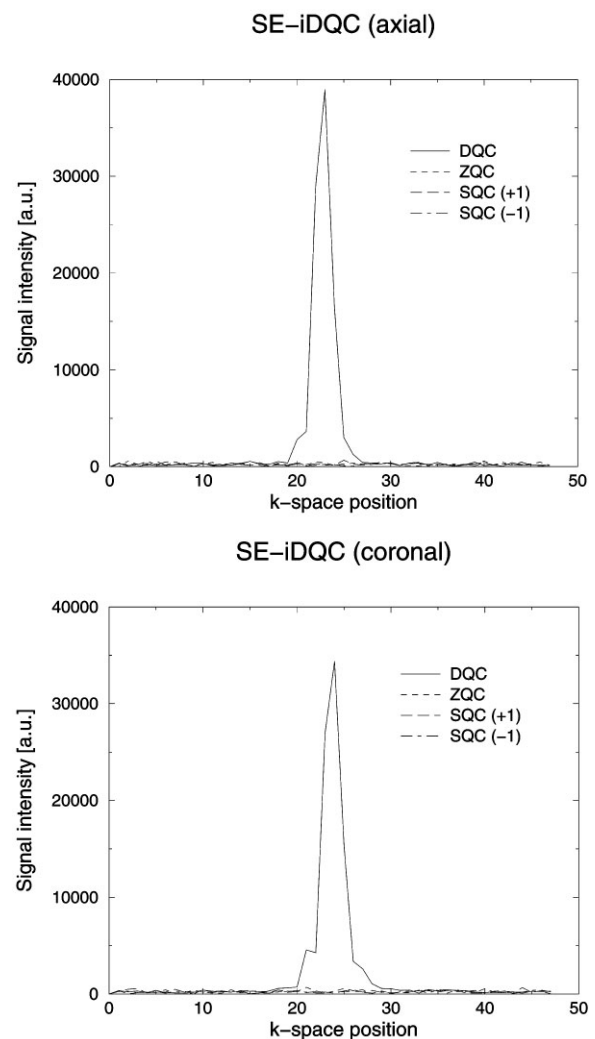 SE−iDQC (axial)
40000
30000
20000
10000
0
Signal intensity [a.u.]
DQC
ZQC
SQC (+1)
SQC (−1)
0 10 20 30 40 50
k−space position
SE−iDQC (coronal)
40000
30000
20000
10000
0
Signal intensity [a.u.]
DQC
ZQC
SQC (+1)
SQC (−1)
0 10 20 30 40 50
k−space position